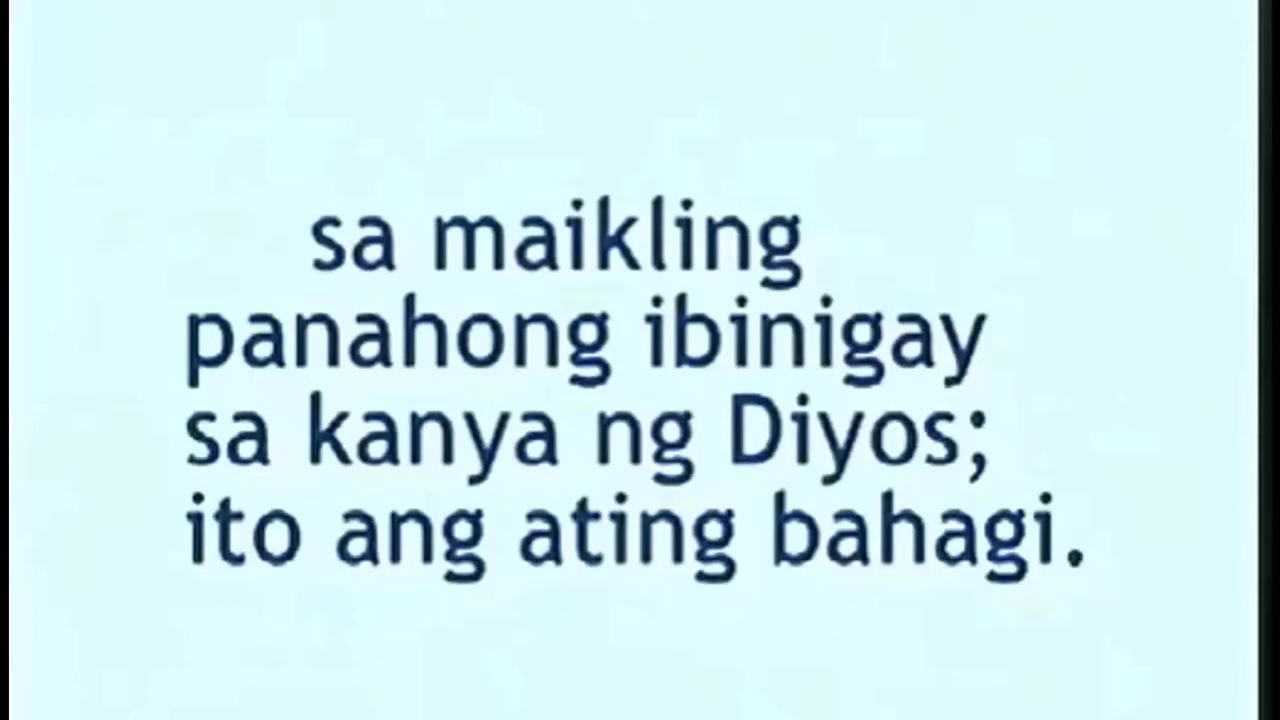 sa maikling
panahong ibinigay
sa kanya ng Diyos;
ito ang ating bahagi.